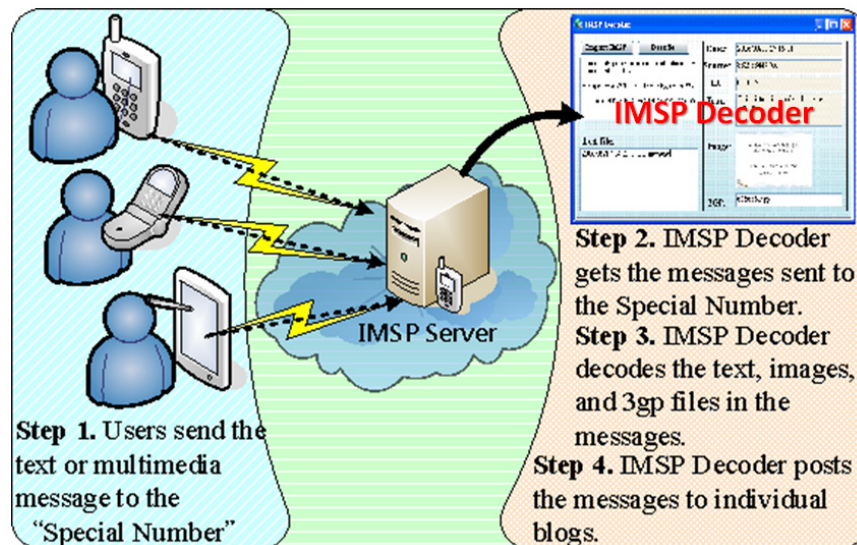 Step 1. Users send the
text or multimedia
message to the
“Special Number”
IMSP Server
IMSP Decoder
Decode
IMSP Decoder
Step 2. IMSP Decoder
gets the messages sent to
the Special Number.
Step 3. IMSP Decoder
decodes the text, images,
and 3gp files in the
messages.
Step 4. IMSP Decoder posts
the messages to individual
blogs.